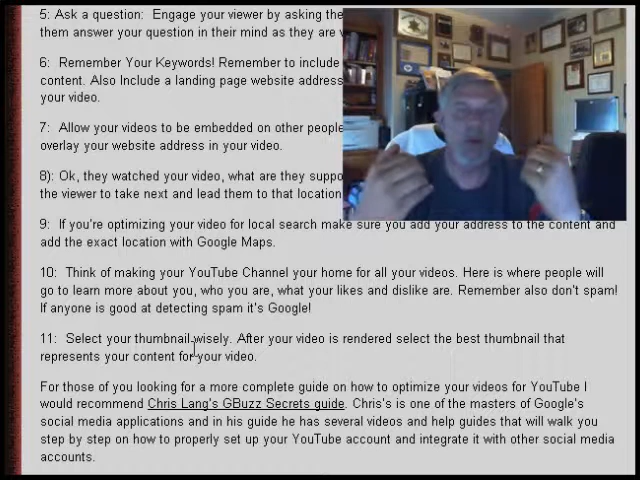 5: Ask a question: Engage your viewer by asking the
them answer your question in their mind as they are
6: Remember Your Keywords! Remember to include
content. Also Include a landing page website address
your video.
7: Allow your videos to be embedded on other people
overlay your website address in your video.
8): Ok, they watched your video, what are they
the viewer to take next and lead them to that location
9: If you're optimizing your video for local search make sure you add your address to the content and
add the exact location with Google Maps.
10: Think of making your YouTube Channel your home for all your videos. Here is where people will
go to learn more about you, who you are, what your likes and dislike are. Remember also don't spam!
If anyone is good at detecting spam it's Google!
11: Select your thumbnail wisely. After your video is rendered select the best thumbnail that
represents your content for your video.
For those of you looking for a more complete guide on how to optimize your videos for YouTube I
would recommend Chris Lang's GBuzz Secrets guide. Chris's is one of the masters of Google's
social media applications and in his guide he has several videos and help guides that will walk you
step by step on how to properly set up your YouTube account and integrate it with other social media
accounts.